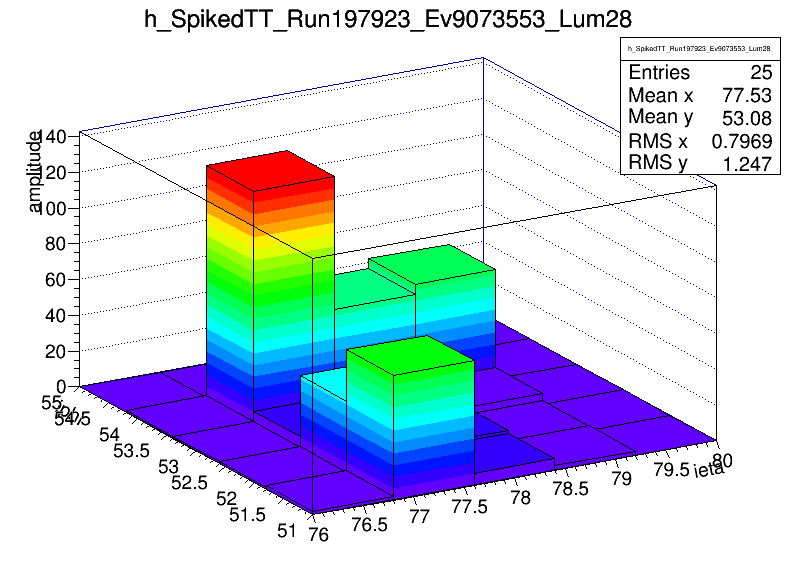 h_SpikedTT_Run197923_Ev9073553_Lum28
h_SpikedTT_Run197923_Ev9073553_Lum28
Entries 25
Mean x 77.53
Mean y 53.08
RMS x 0.7969
RMS y 1.247
amplitude
140
120
100
80
60
40
20
0
55
54.5
54
53.5
53
52.5
52
51.5
51
76
76.5
77
77.5
78
78.5
79
79.5
80
ieta